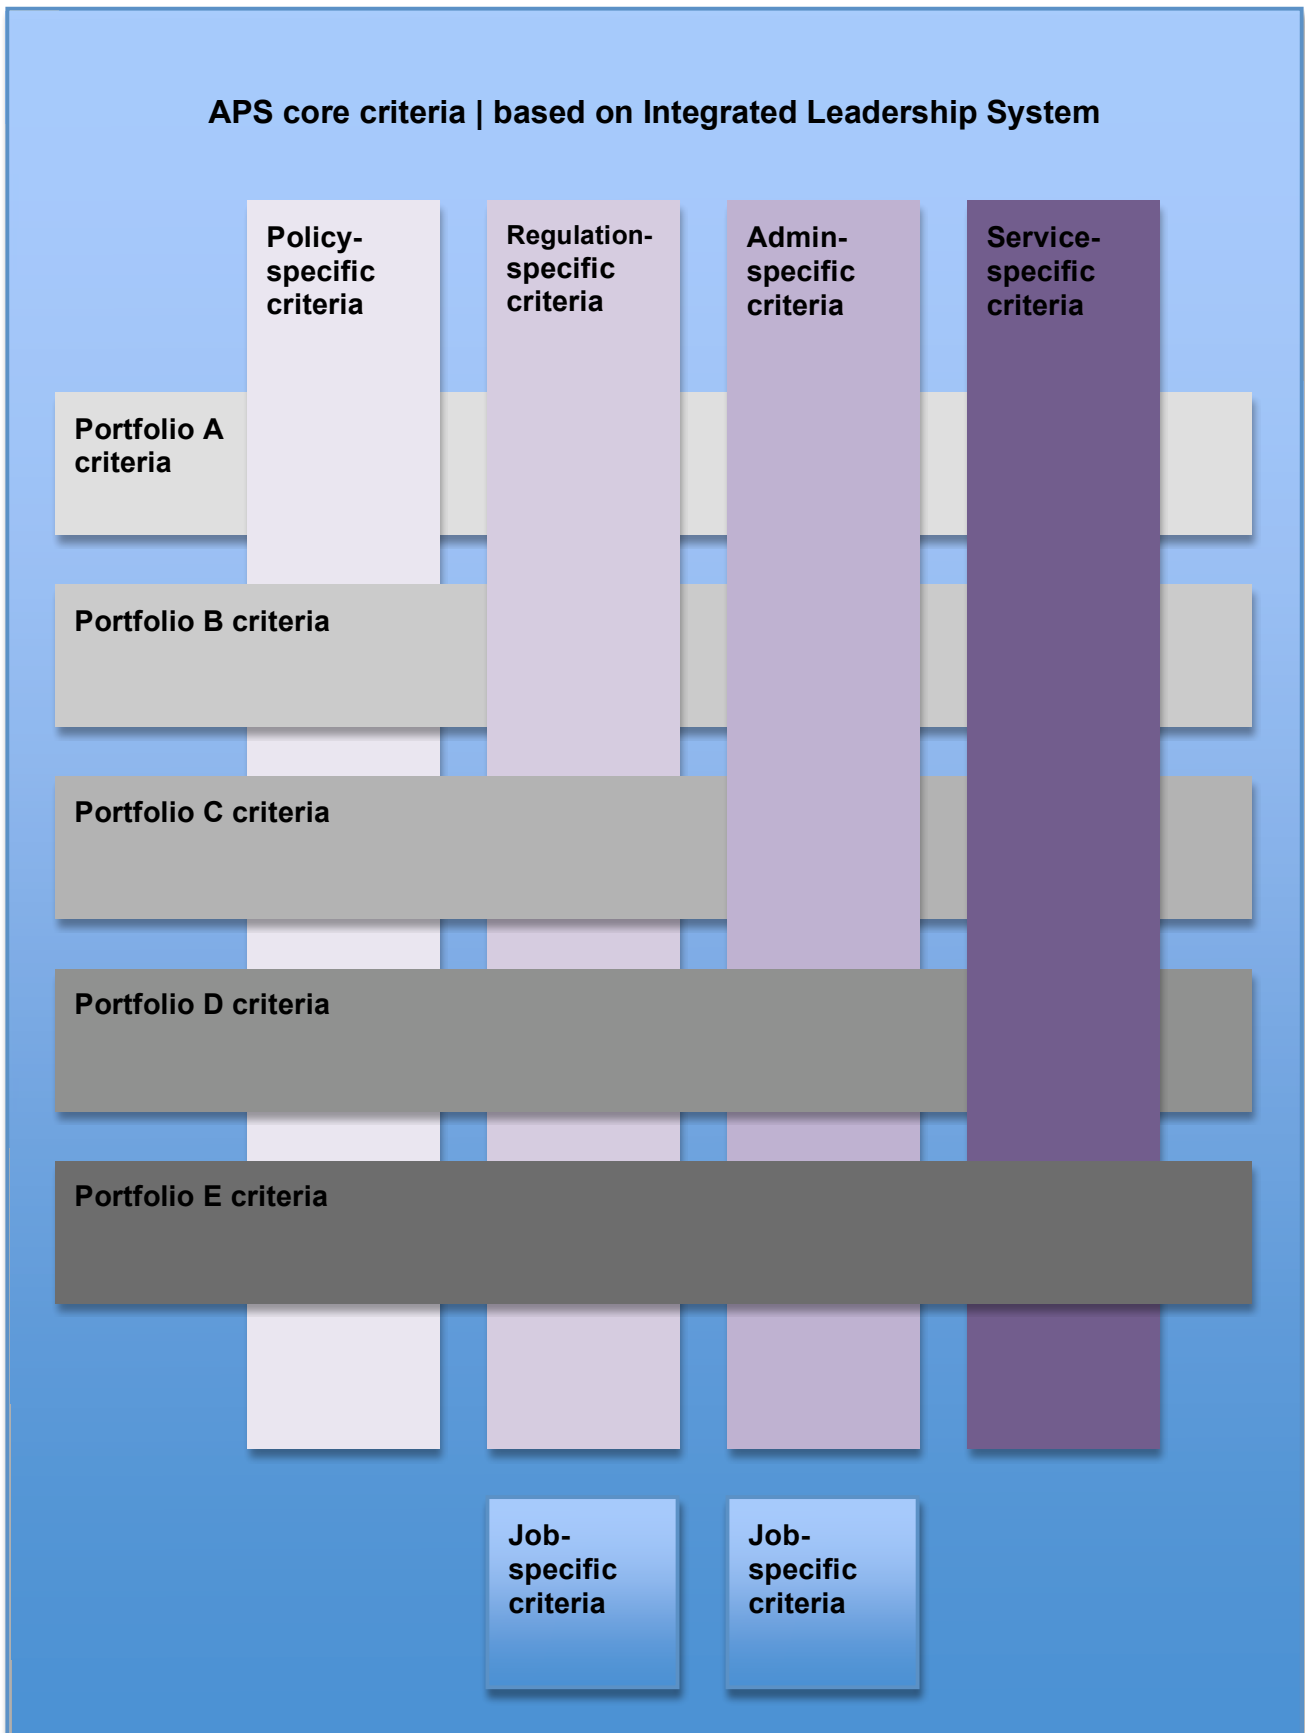 APS core criteria | based on Integrated Leadership System
Policy-
specific
criteria
Regulation-
specific
criteria
Admin-
specific
criteria
Service-
specific
criteria
Portfolio A
criteria
Portfolio B criteria
Portfolio C criteria
Portfolio D criteria
Portfolio E criteria
Job-
specific
criteria
Job-
specific
criteria